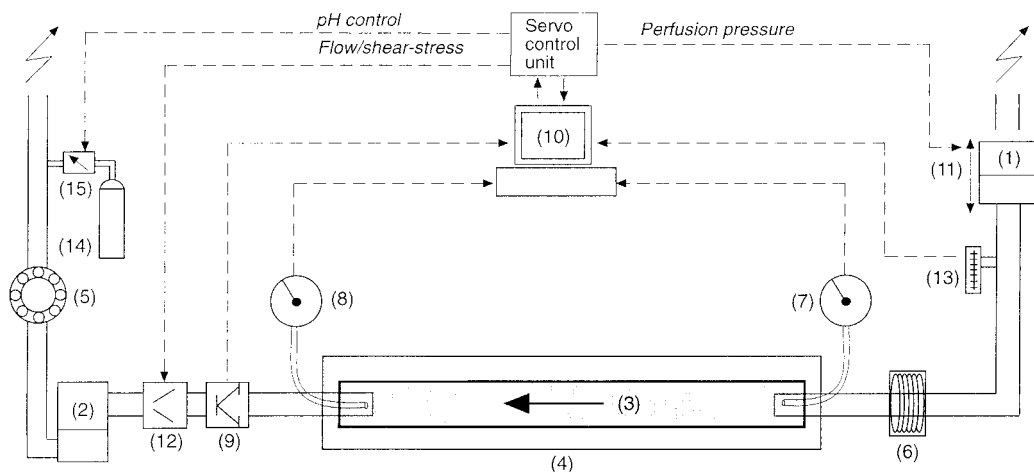 pH control
Flow/shear-stress
Servo
control
unit
Perfusion pressure
(10)
(1)
(11)
(15)
(14)
(5)
(8)
(7)
(13)
(2)
(3)
(12)
(9)
(6)
(4)